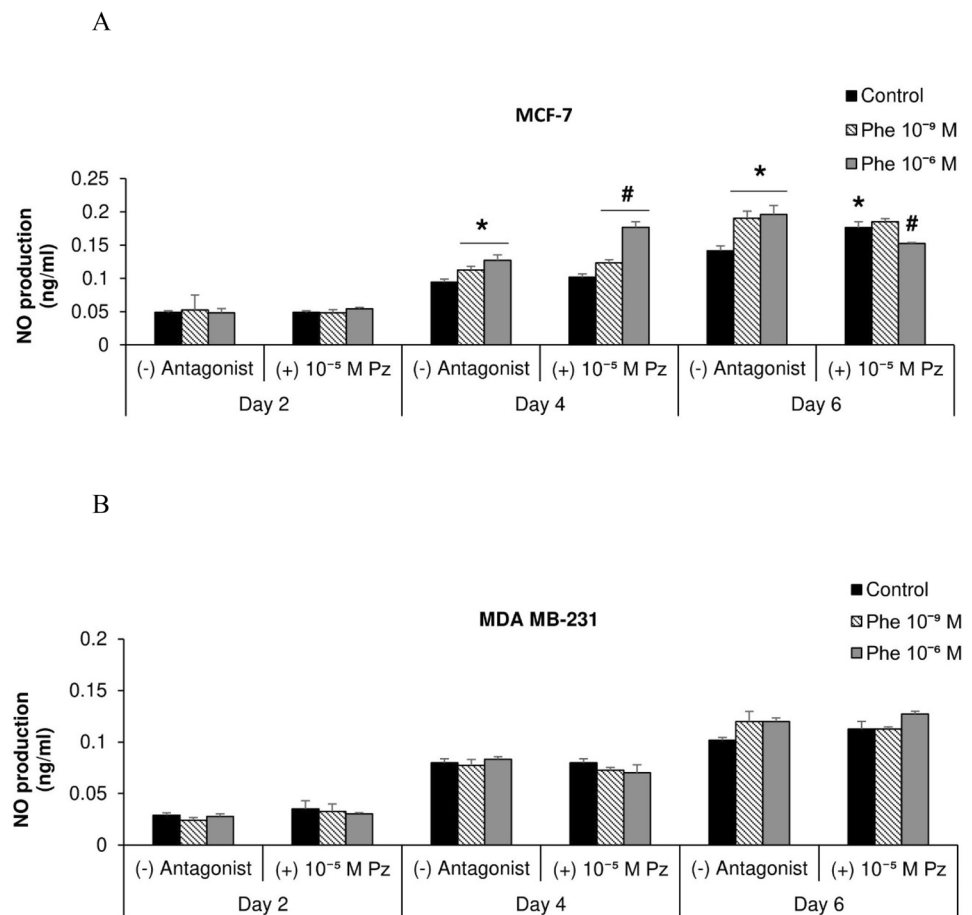 A
MCF-7
Control
Phe 10⁻⁹ M
Phe 10⁻⁶ M
NO production
(ng/ml)
0.25
0.2
0.15
0.1
0.05
0
*
#
*
*
#
(-) Antagonist (+) 10⁻⁵ M Pz (-) Antagonist (+) 10⁻⁵ M Pz (-) Antagonist (+) 10⁻⁵ M Pz
Day 2 Day 4 Day 6
B
MDA MB-231
Control
Phe 10⁻⁹ M
Phe 10⁻⁶ M
NO production
(ng/ml)
0.2
0.15
0.1
0.05
0
(-) Antagonist (+) 10⁻⁵ M Pz (-) Antagonist (+) 10⁻⁵ M Pz (-) Antagonist (+) 10⁻⁵ M Pz
Day 2 Day 4 Day 6